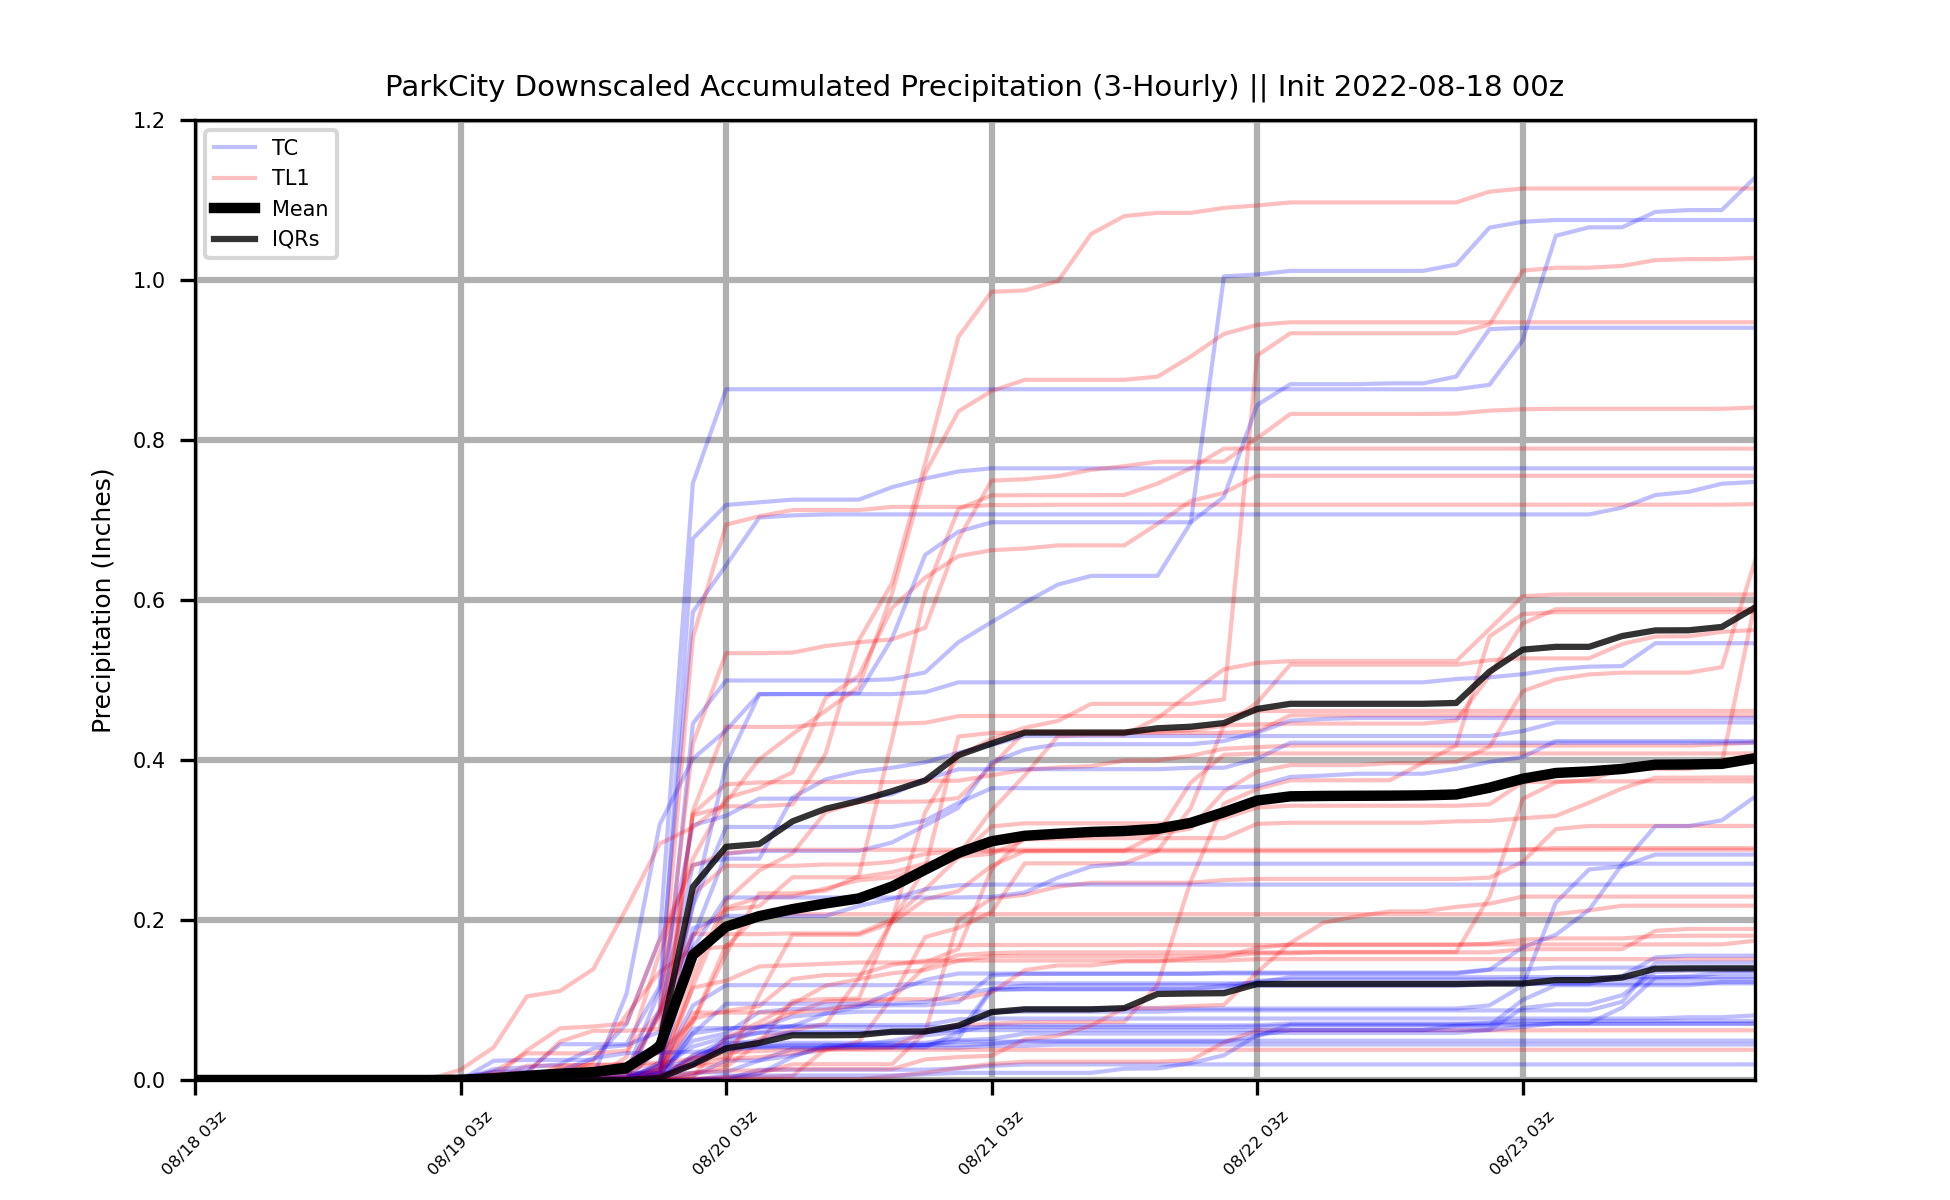 ParkCity Downscaled Accumulated Precipitation (3-Hourly) || Init 2022-08-18 00z
1.2
1.0
0.8
0.6
0.4
0.2
0.0
Precipitation (Inches)
TC
TL1
Mean
IQRs
08/18 03z
08/19 03z
08/20 03z
08/21 03z
08/22 03z
08/23 03z